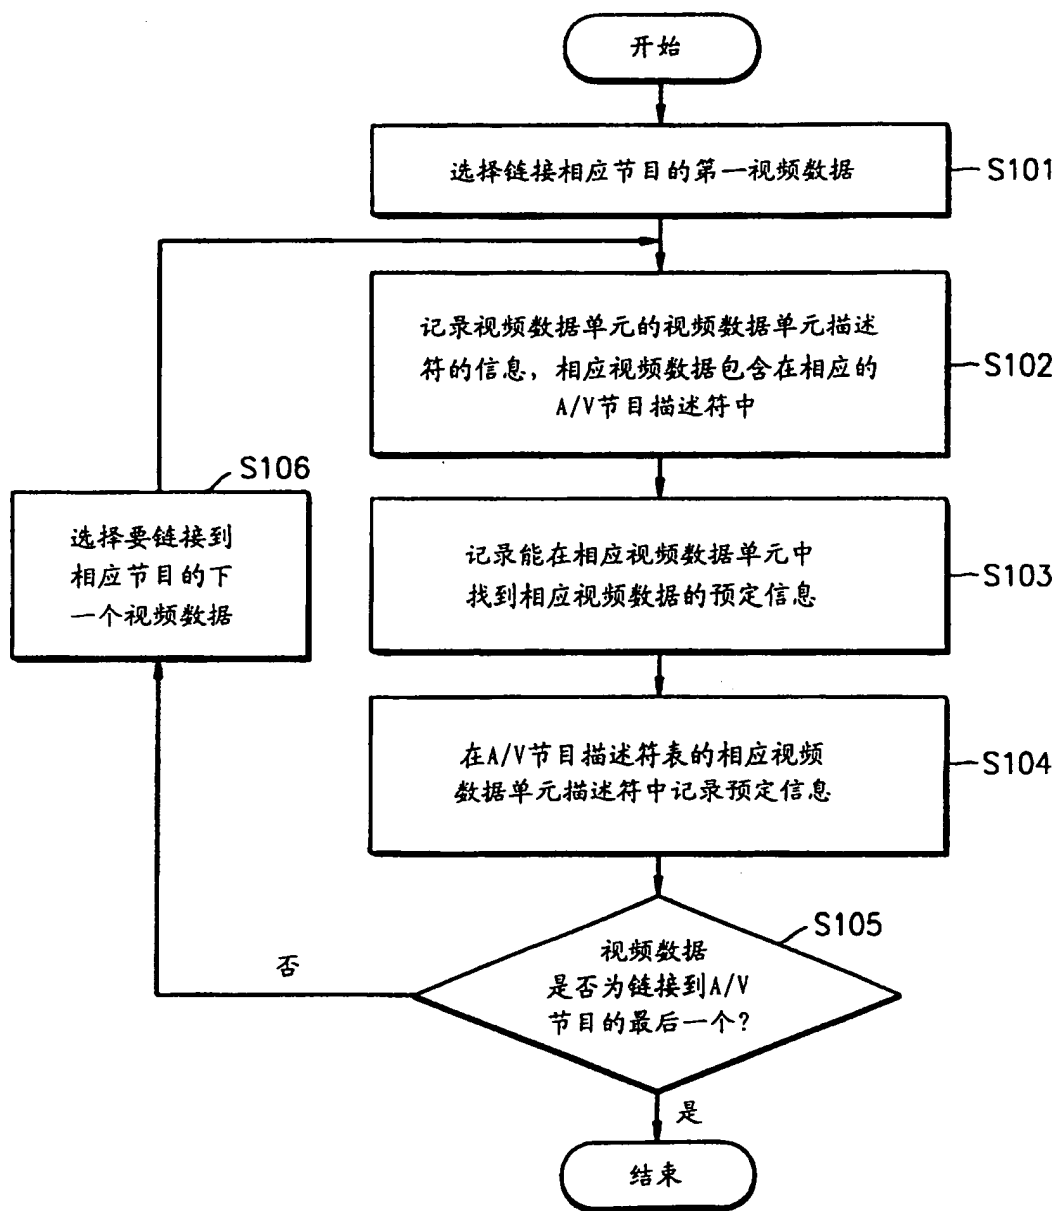 开始
选择链接相应节目的第一视频数据
S101
记录视频数据单元的视频数据单元描述
符的信息，相应视频数据包含在相应的
A/V节目描述符中
S102
S106
选择要链接到
相应节目的下
一个视频数据
记录能在相应视频数据单元中
找到相应视频数据的预定信息
S103
在A/V节目描述符表的相应视频
数据单元描述符中记录预定信息
S104
S105
视频数据
是否为链接到A/V
节目的最后一个？
否
是
结束